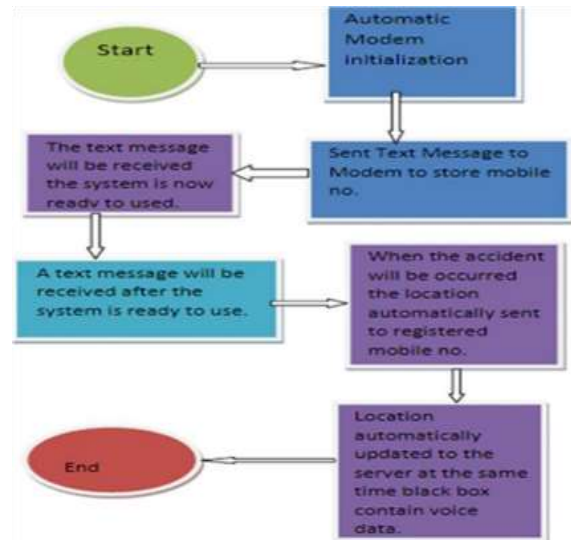 Start
Automatic
Modem
Initialization
Sent Text Message to
Modem to store mobile
no.
The text message
will be received
the system is now
ready to used.
A text message will be
received after the
system is ready to use.
When the accident
will be occurred
the location
automatically sent
to registered
mobile no.
Location
automatically
updated to the
server at the same
time black box
contain voice
data.
End